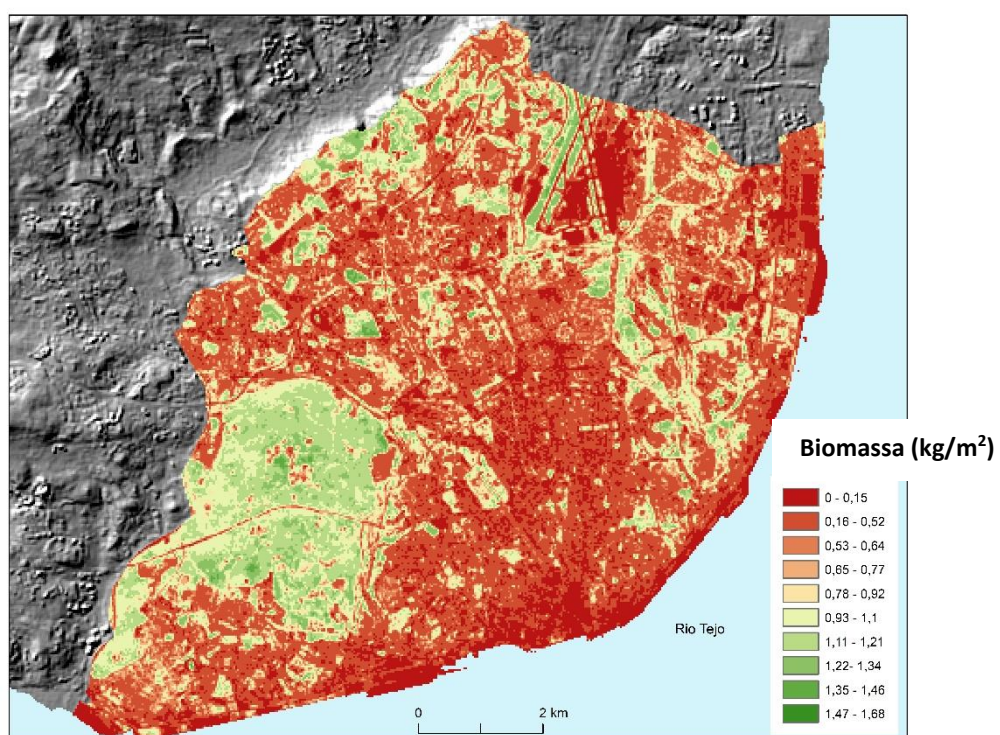 Biomassa (kg/m²)
0 - 0,15
0,16 - 0,52
0,53 - 0,64
0,65 - 0,77
0,78 - 0,92
0,93 - 1,1
1,11 - 1,21
1,22- 1,34
1,35 - 1,46
1,47 - 1,68
Rio Tejo
0 2 km